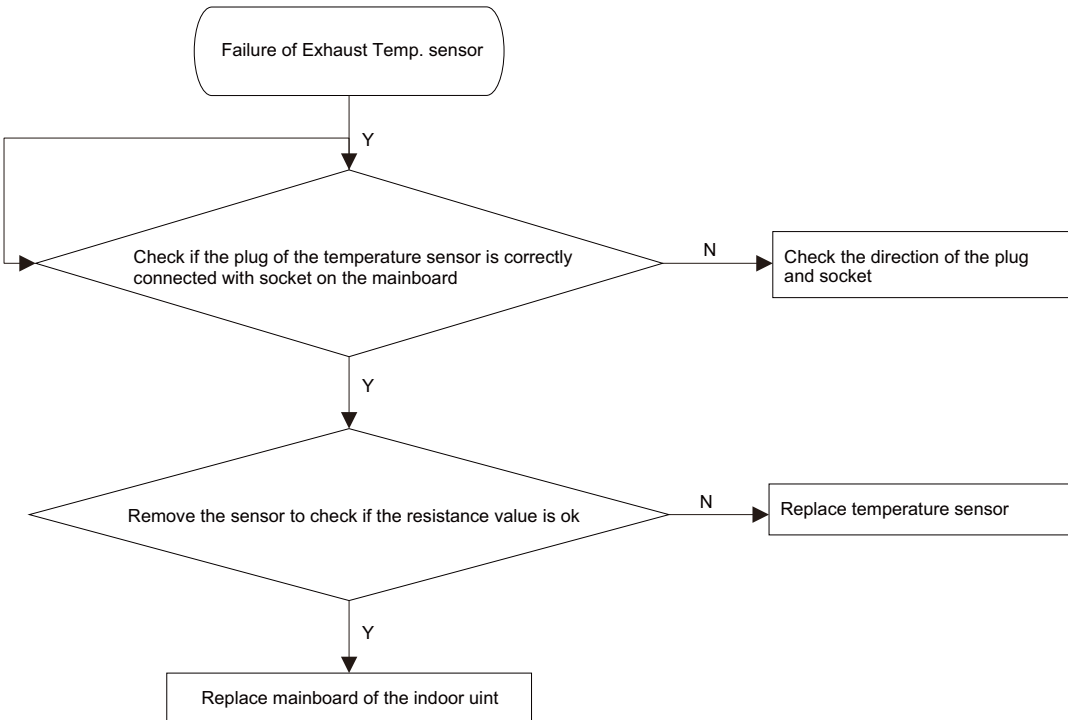 Failure of Exhaust Temp. sensor
Y
Check if the plug of the temperature sensor is correctly
connected with socket on the mainboard
N
Check the direction of the plug
and socket
Y
Remove the sensor to check if the resistance value is ok
N
Replace temperature sensor
Y
Replace mainboard of the indoor uint